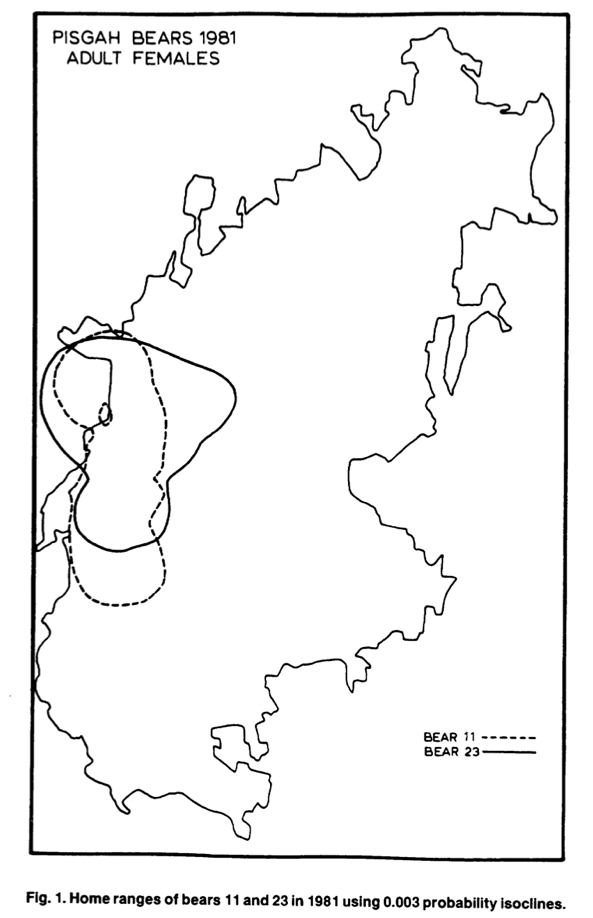 PISGAH BEARS 1981
ADULT FEMALES
BEAR 11
BEAR 23
Fig. 1. Home ranges of bears 11 and 23 in 1981 using 0.003 probability isoclines.